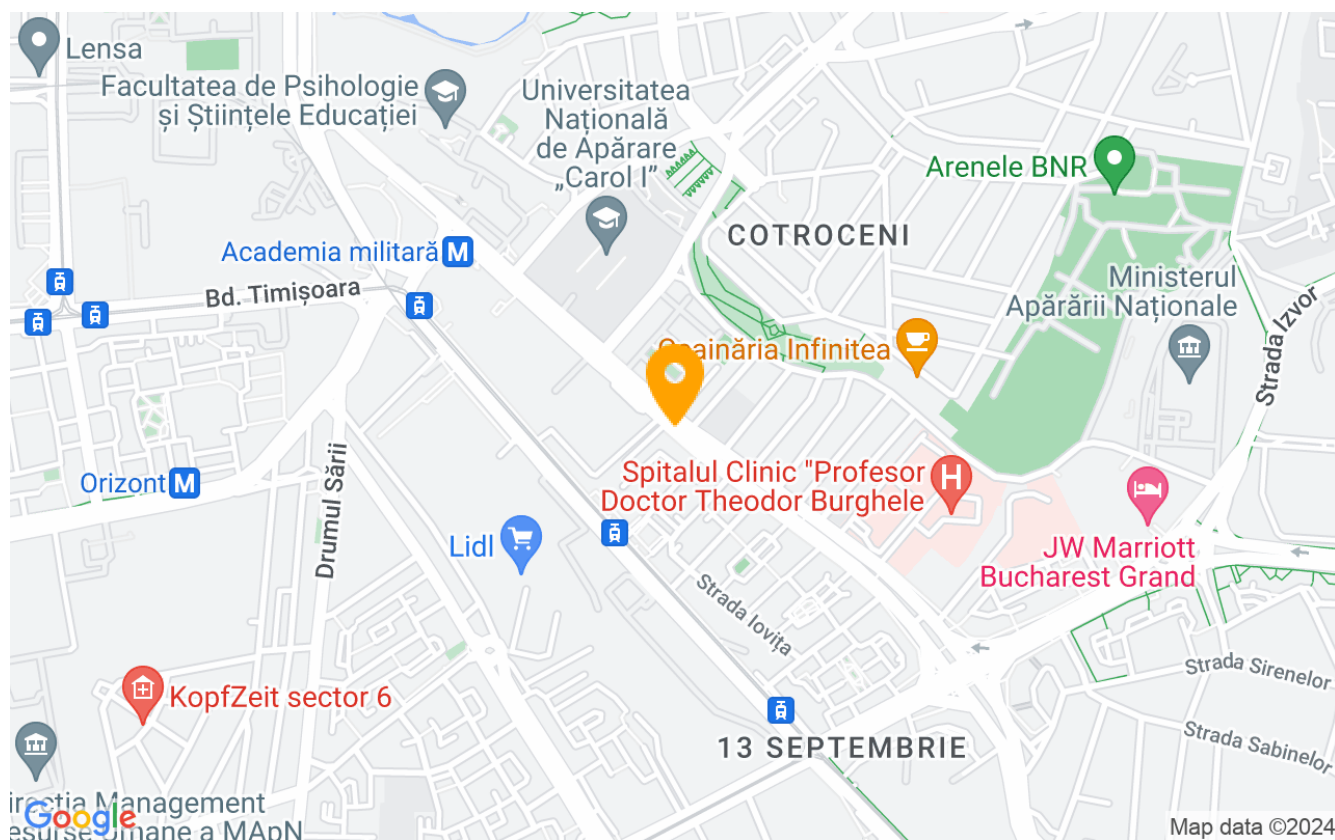 Lensa
Facultatea de Psihologie
și Științele Educației
Universitatea
Națională
de Apărare
„Carol I”
Arenele BNR
COTROCENI
Academia militară
M
Bd. Timișoara
Ministerul
Apărării Naționale
Strada Izvor
Infinitea
Orizont
M
Drumul Sării
Spitalul Clinic "Profesor
Doctor Theodor Burghele
H
Lidl
JW Marriott
Bucharest Grand
Strada Iovița
Strada Sirenelor
KopfZeit sector 6
13 SEPTEMBRIE
Strada Sabinelor
Management
Google
a MApN
Map data ©2024